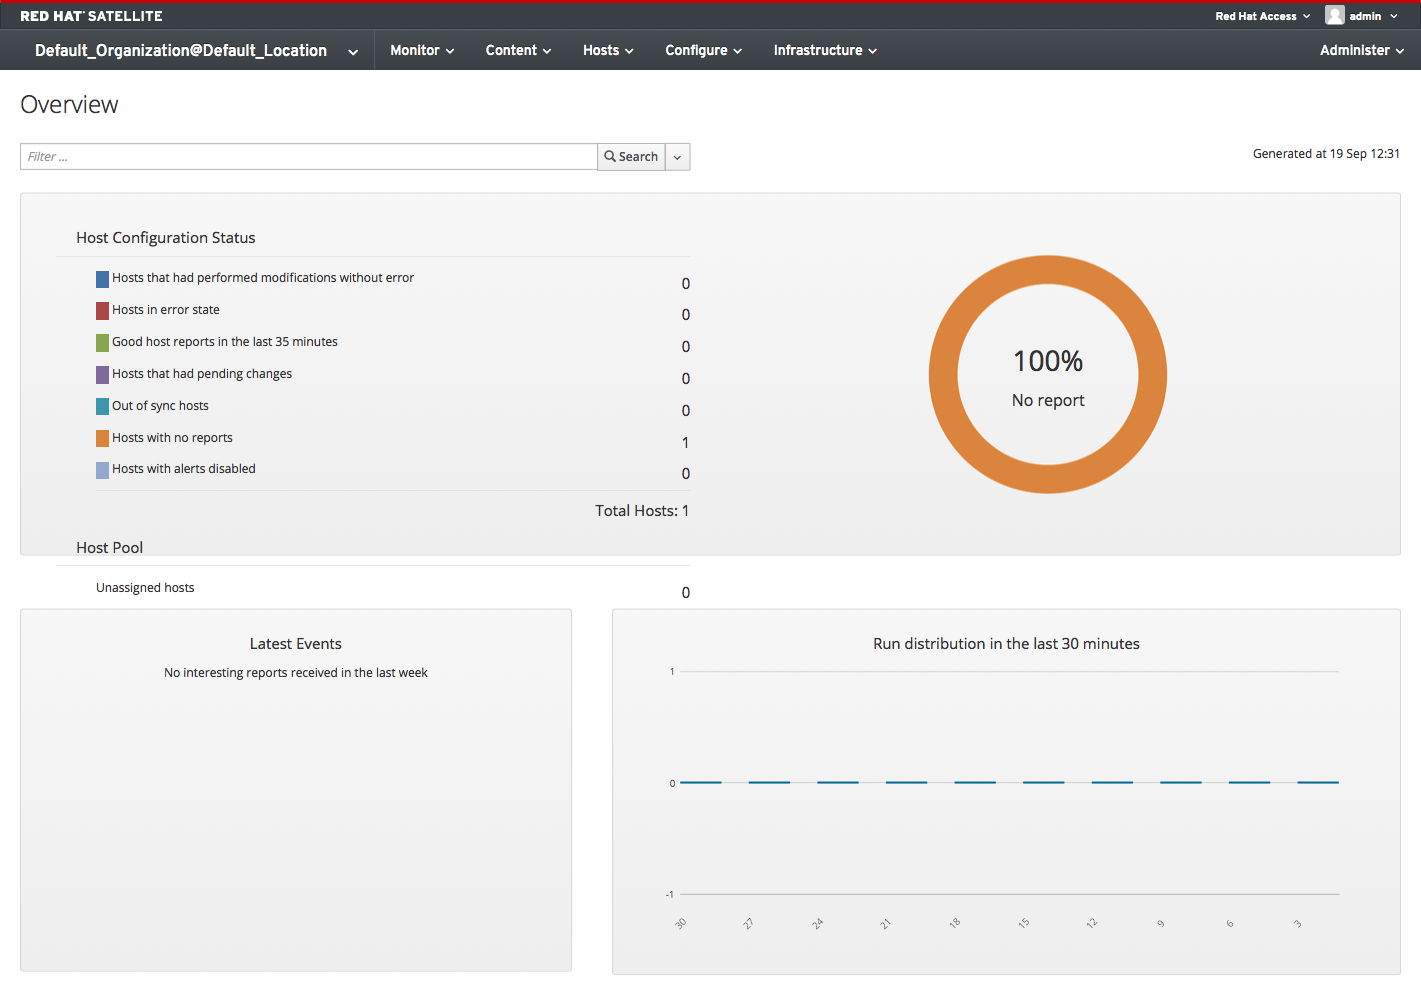 RED HAT SATELLITE
Red Hat Access admin
Default_Organization@Default_Location Monitor Content Hosts Configure Infrastructure Administer
Overview
Filter ... Search
Generated at 19 Sep 12:31
Host Configuration Status
Hosts that had performed modifications without error 0
Hosts in error state 0
Good host reports in the last 35 minutes 0
Hosts that had pending changes 0
Out of sync hosts 0
Hosts with no reports 1
Hosts with alerts disabled 0
Total Hosts: 1
100%
No report
Host Pool
Unassigned hosts 0
Latest Events
No interesting reports received in the last week
Run distribution in the last 30 minutes
1
0
-1
30 27 24 21 18 15 12 9 6 3